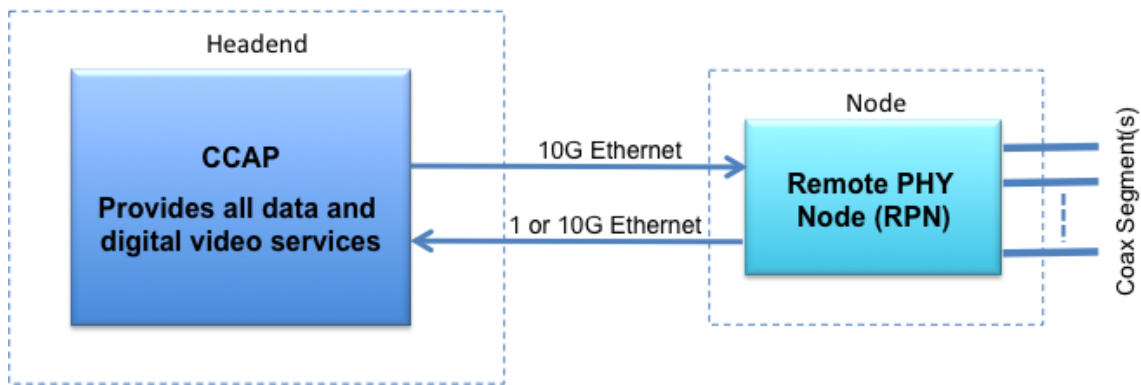 Headend
CCAP
Provides all data and
digital video services
10G Ethernet
1 or 10G Ethernet
Node
Remote PHY
Node (RPN)
Coax Segment(s)